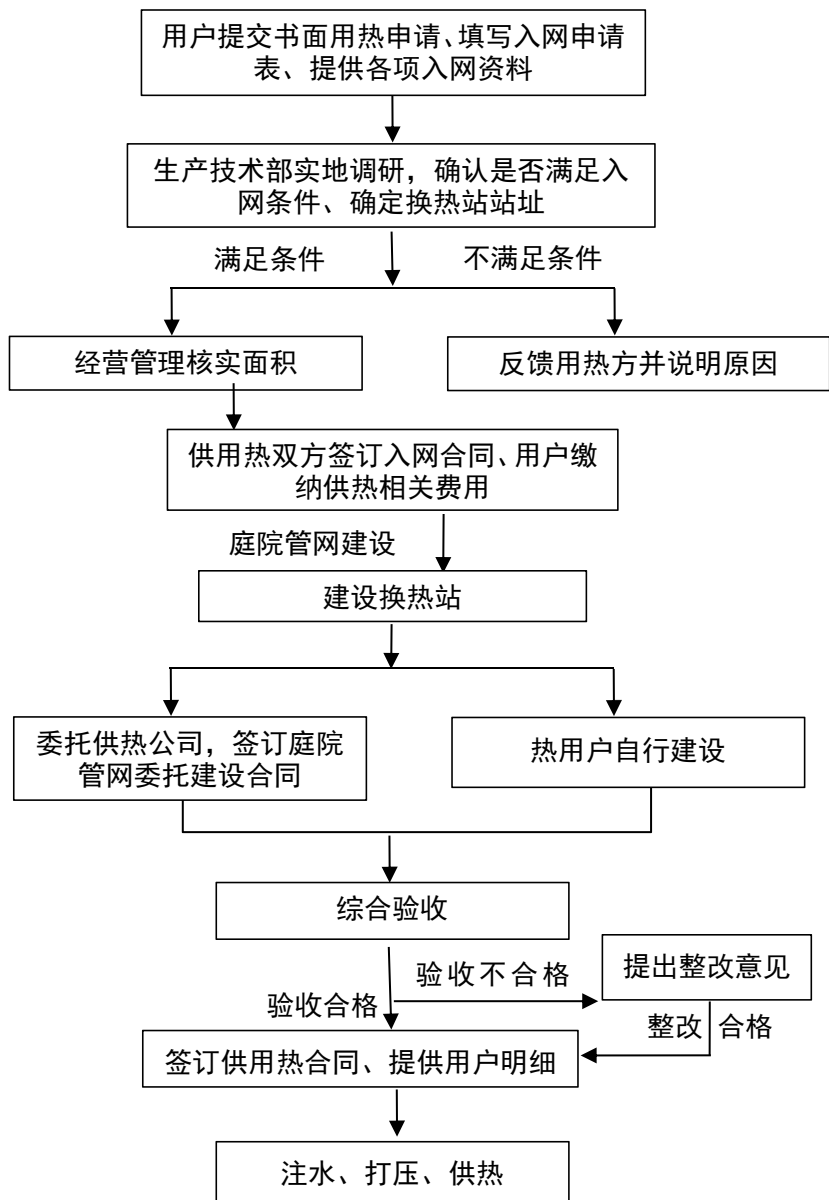 用户提交书面用热申请、填写入网申请
表、提供各项入网资料
生产技术部实地调研，确认是否满足入
网条件、确定换热站站址
满足条件
不满足条件
经营管理核实面积
反馈用热方并说明原因
供用热双方签订入网合同、用户缴
纳供热相关费用
庭院管网建设
建设换热站
委托供热公司，签订庭院
管网委托建设合同
热用户自行建设
综合验收
验收不合格
提出整改意见
验收合格
整改 合格
签订供用热合同、提供用户明细
注水、打压、供热